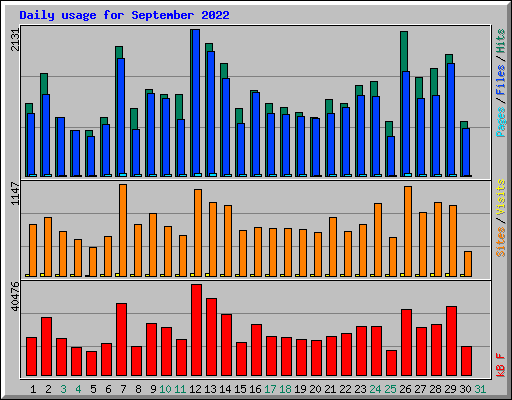 Daily usage for September 2022
2131
Pages / Files / Hits
1147
Sites / Visits
40476
kB F
1 2 3 4 5 6 7 8 9 10 11 12 13 14 15 16 17 18 19 20 21 22 23 24 25 26 27 28 29 30 31